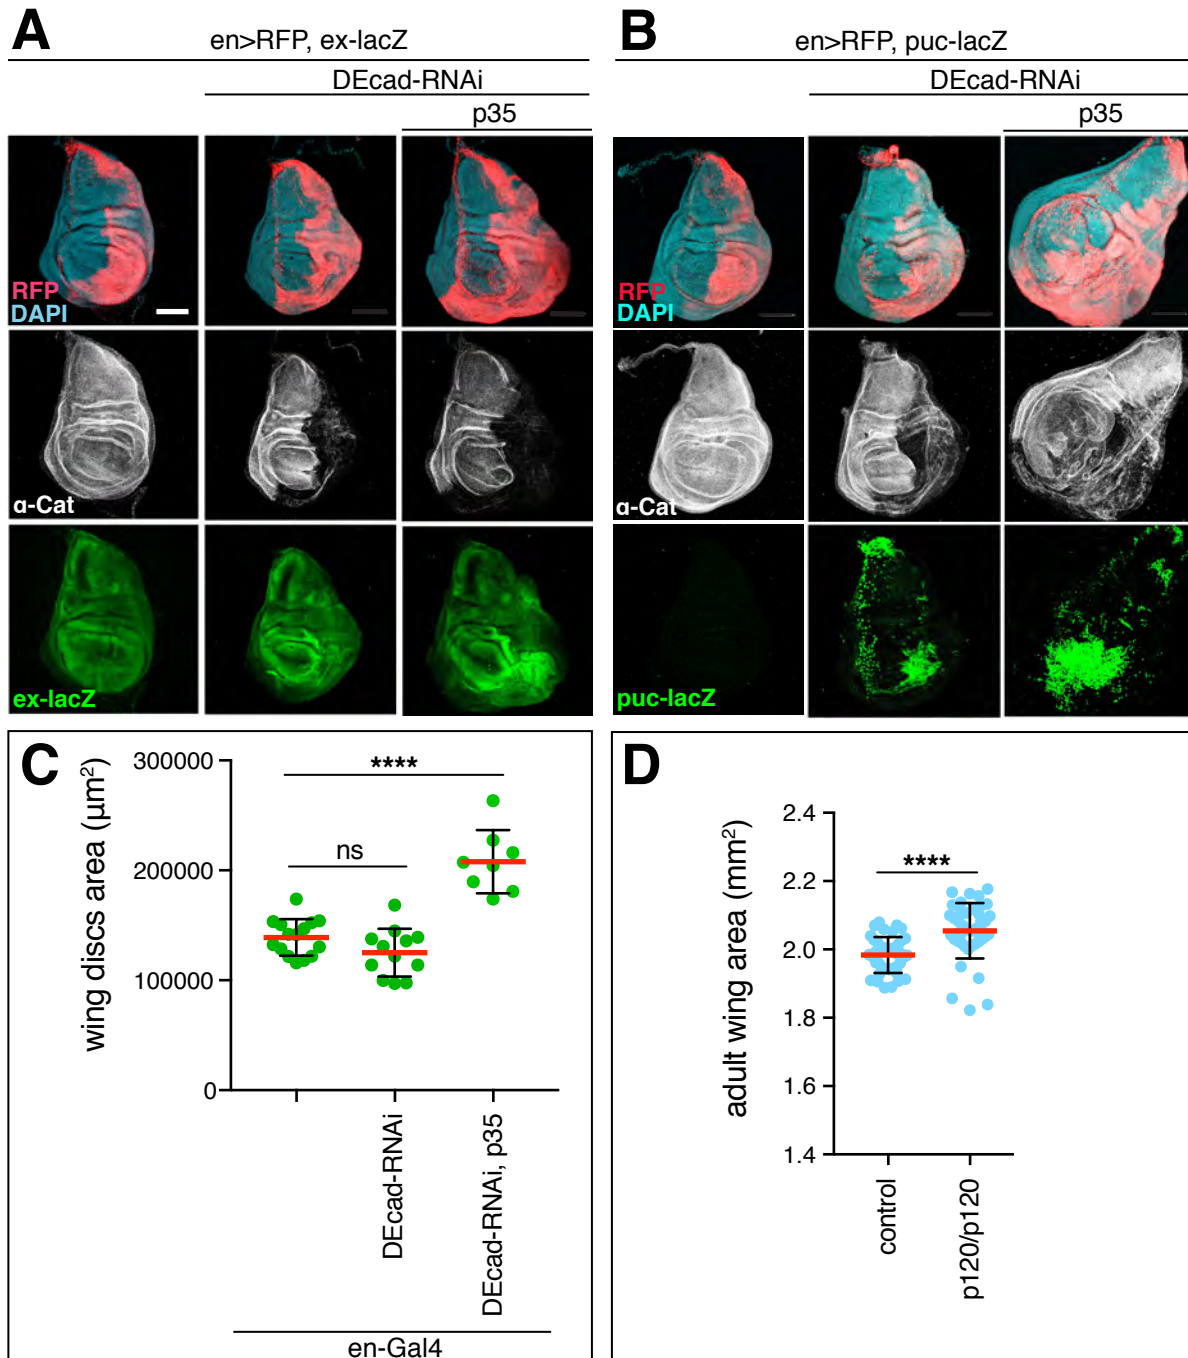 A
en>RFP, ex-lacZ
DEcad-RNAi
p35
RFP
DAPI
α-Cat
ex-lacZ
B
en>RFP, puc-lacZ
DEcad-RNAi
p35
RFP
DAPI
α-Cat
puc-lacZ
C
wing discs area (µm²)
300000
200000
100000
0
****
ns
DEcad-RNAi
DEcad-RNAi, p35
en-Gal4
D
adult wing area (mm²)
2.4
2.2
2.0
1.8
1.6
1.4
****
control
p120/p120